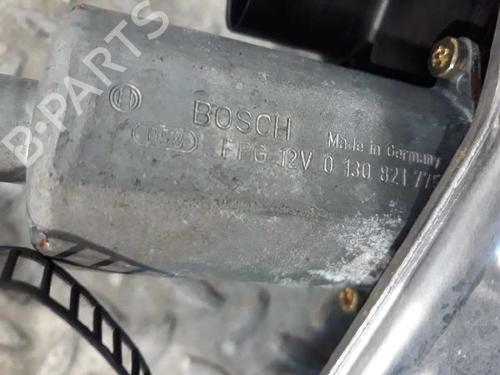 B-PARTS
BOSCH
Made in Germany
FPG 12V 0 130 821 775